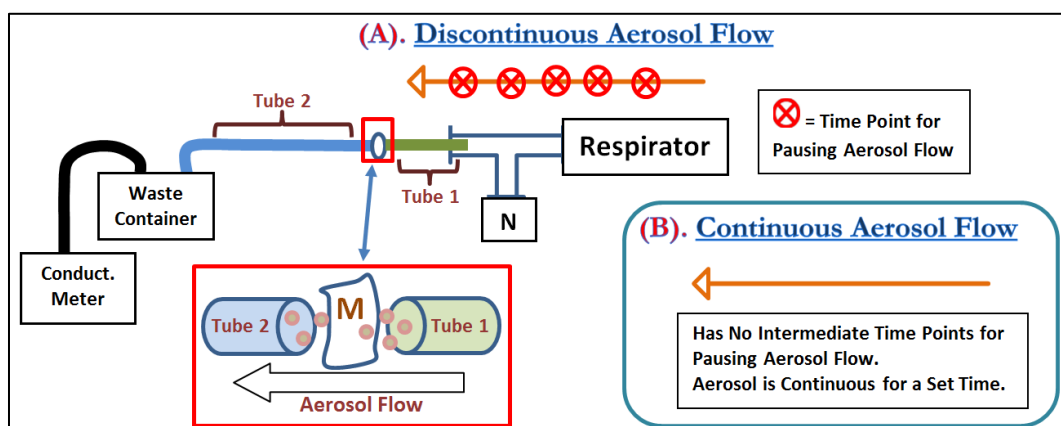 (A). Discontinuous Aerosol Flow
Tube 2
= Time Point for
Pausing Aerosol Flow
Respirator
Tube 1
Waste
Container
N
(B). Continuous Aerosol Flow
Conduct.
Meter
Tube 2
M
Tube 1
Aerosol Flow
Has No Intermediate Time Points for
Pausing Aerosol Flow.
Aerosol is Continuous for a Set Time.